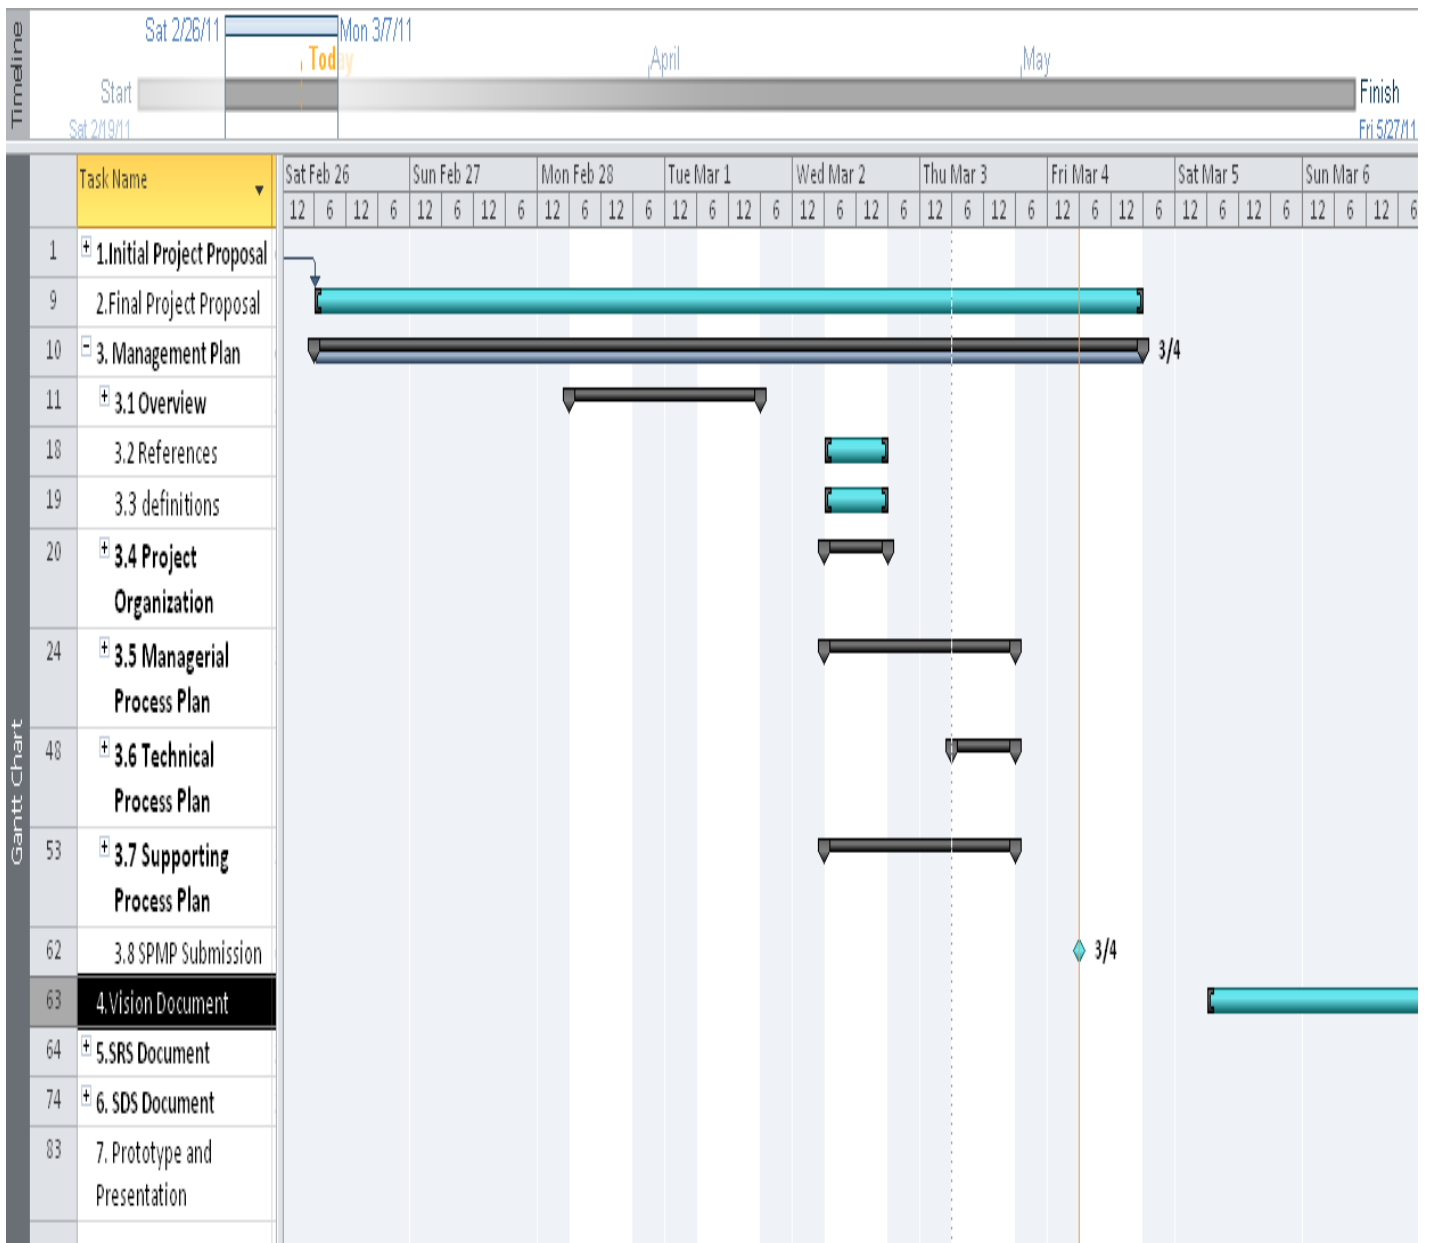 Timeline
Sat 2/26/11
Mon 3/7/11
Today
April
May
Start
Finish
Sat 2/19/11
Fri 5/27/11
Gantt Chart
Task Name
Sat Feb 26 Sun Feb 27 Mon Feb 28 Tue Mar 1 Wed Mar 2 Thu Mar 3 Fri Mar 4 Sat Mar 5 Sun Mar 6
12 6 12 6 12 6 12 6 12 6 12 6 12 6 12 6 12 6 12 6 12 6 12 6 12 6 12 6 12 6 12 6 12 6 12 6
1 1.Initial Project Proposal
9 2.Final Project Proposal
10 3. Management Plan 3/4
11 3.1 Overview
18 3.2 References
19 3.3 definitions
20 3.4 Project
Organization
24 3.5 Managerial
Process Plan
48 3.6 Technical
Process Plan
53 3.7 Supporting
Process Plan
62 3.8 SPMP Submission 3/4
63 4.Vision Document
64 5.SRS Document
74 6. SDS Document
83 7. Prototype and
Presentation